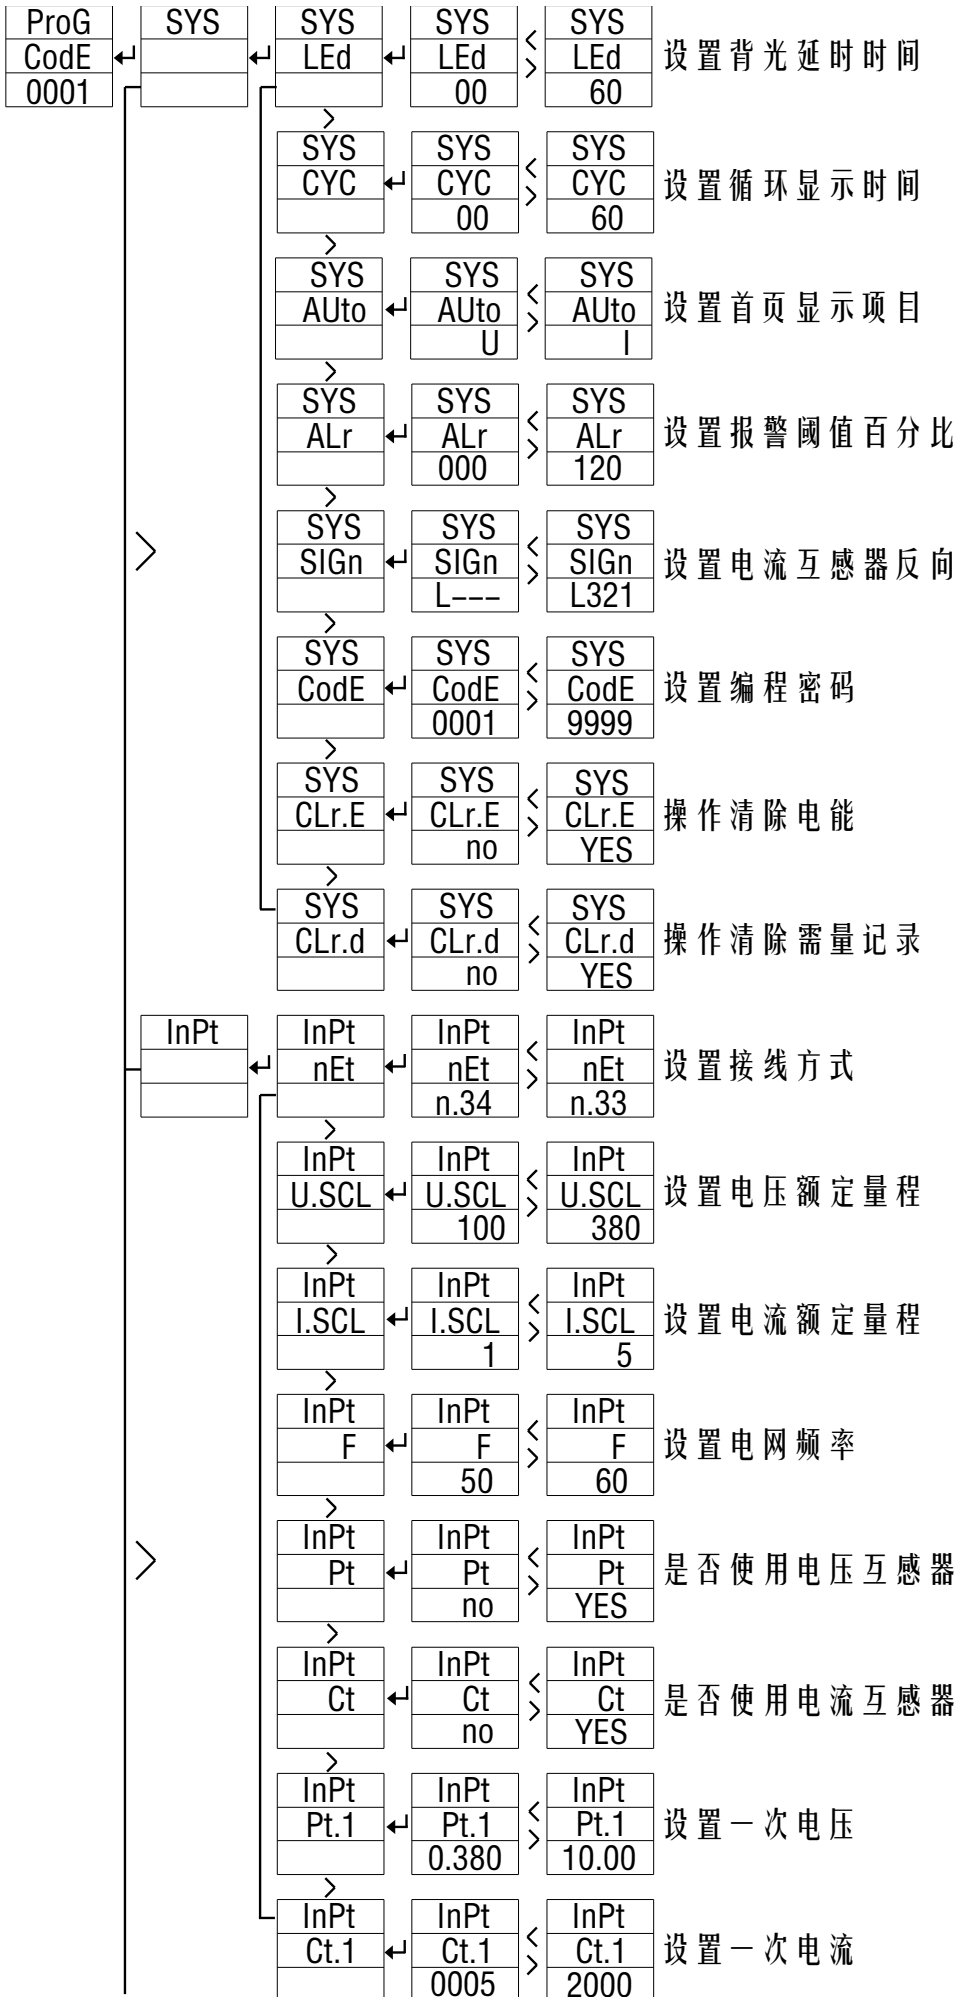 ProG SYS SYS SYS < SYS
CodE LEd LEd > LEd 设置背光延时时间
0001 00 60
>
SYS SYS < SYS
CYC CYC > CYC 设置循环显示时间
00 60
>
SYS SYS < SYS
AUto AUto > AUto 设置首页显示项目
U I
>
SYS SYS < SYS
ALr ALr > ALr 设置报警阈值百分比
000 120
>
SYS SYS < SYS
> SIGn SIGn > SIGn 设置电流互感器反向
L--- L321
>
SYS SYS < SYS
CodE CodE > CodE 设置编程密码
0001 9999
>
SYS SYS < SYS
CLr.E CLr.E > CLr.E 操作清除电能
no YES
>
SYS SYS < SYS
CLr.d CLr.d > CLr.d 操作清除需量记录
no YES
InPt InPt InPt < InPt
nEt nEt > nEt 设置接线方式
n.34 n.33
>
InPt InPt < InPt
U.SCL U.SCL > U.SCL 设置电压额定量程
100 380
>
InPt InPt < InPt
I.SCL I.SCL > I.SCL 设置电流额定量程
1 5
>
InPt InPt < InPt
F F > F 设置电网频率
50 60
>
InPt InPt < InPt
> Pt Pt > Pt 是否使用电压互感器
no YES
>
InPt InPt < InPt
Ct Ct > Ct 是否使用电流互感器
no YES
>
InPt InPt < InPt
Pt.1 Pt.1 > Pt.1 设置一次电压
0.380 10.00
>
InPt InPt < InPt
Ct.1 Ct.1 > Ct.1 设置一次电流
0005 2000